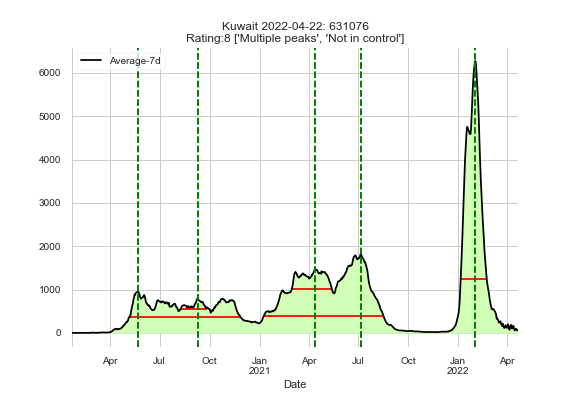 Kuwait 2022-04-22: 631076
Rating:8 ['Multiple peaks', 'Not in control']
Average-7d
6000
5000
4000
3000
2000
1000
0
Apr Jul Oct Jan Apr Jul Oct Jan Apr
2021 2022
Date